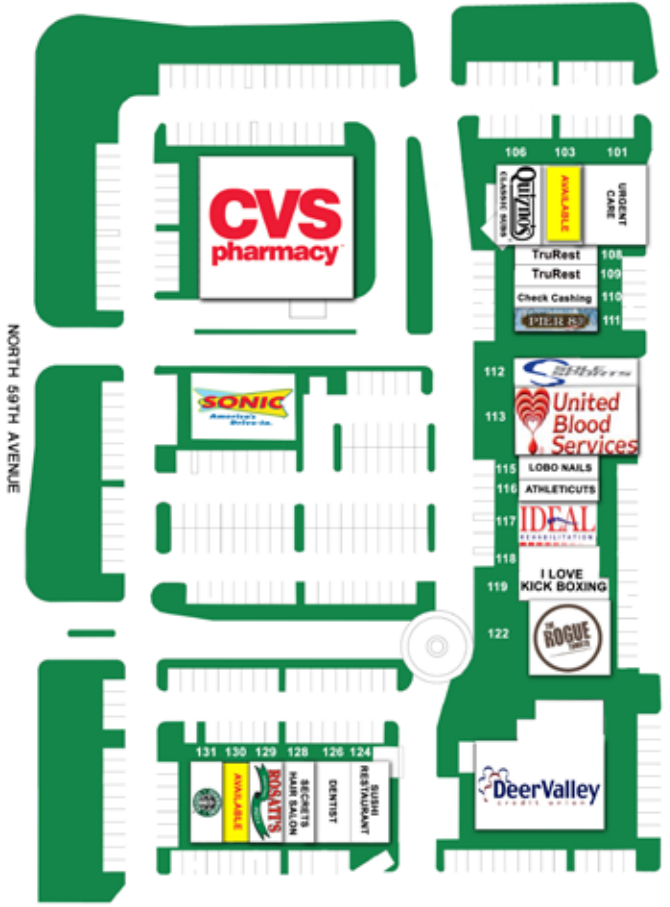 106 103 101
Quiznos
CLASSIC SUBS
AVAILABLE
URGENT
CARE
CVS
pharmacy
TruRest 108
TruRest 109
Check Cashing 110
PIER 83 111
112 SOLE
SPORTS
113 United
Blood
Services
SONIC
America's
Drive-In.
NORTH 59TH AVENUE
115 LOBO NAILS
116 ATHLETICUTS
117 IDEAL
REHABILITATION
118
119 I LOVE
KICK BOXING
122 THE
ROGUE
131 130 129 128 126 124
AVAILABLE
ROSATI'S
SECRETS
HAIR SALON
DENTIST
SUSHI
RESTAURANT
DeerValley
credit union